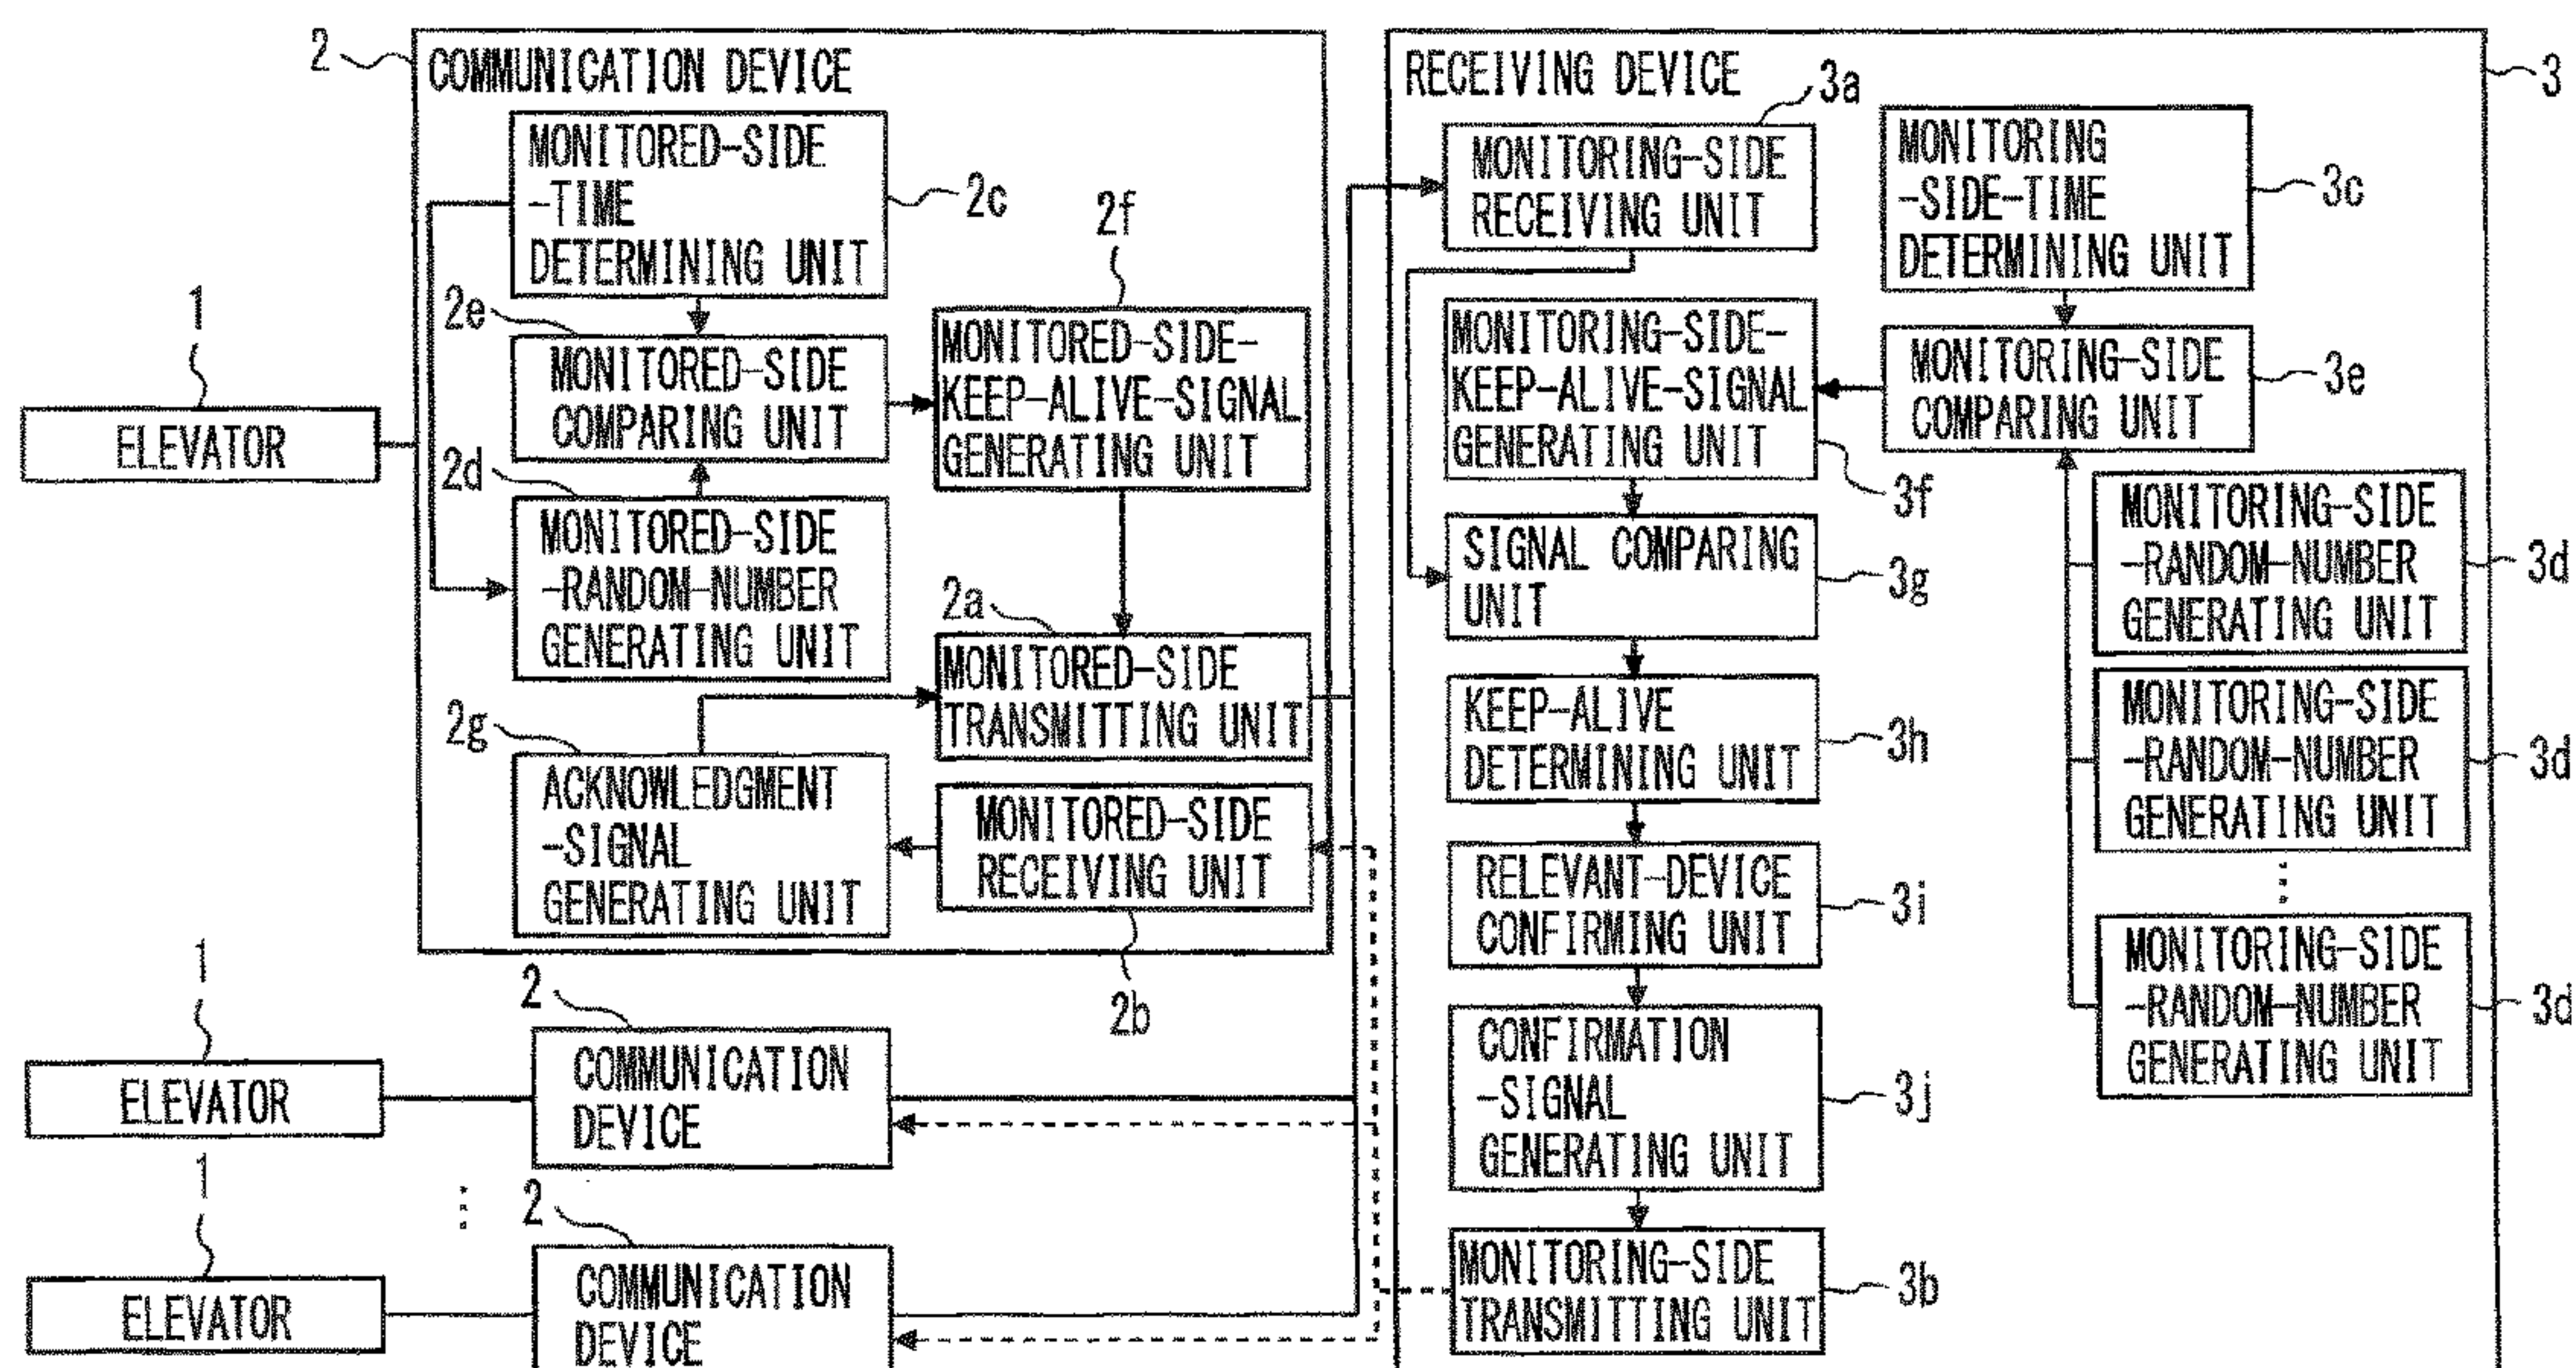 2
COMMUNICATION DEVICE
MONITORED-SIDE
-TIME
DETERMINING UNIT
2c
2f
2e
MONITORED-SIDE
COMPARING UNIT
MONITORED-SIDE-
KEEP-ALIVE-SIGNAL
GENERATING UNIT
1
ELEVATOR
2d
MONITORED-SIDE
-RANDOM-NUMBER
GENERATING UNIT
2a
MONITORED-SIDE
TRANSMITTING UNIT
2g
ACKNOWLEDGMENT
-SIGNAL
GENERATING UNIT
MONITORED-SIDE
RECEIVING UNIT
2b
1
ELEVATOR
2
COMMUNICATION
DEVICE
1
ELEVATOR
⋮
2
COMMUNICATION
DEVICE
RECEIVING DEVICE
3
3a
MONITORING-SIDE
RECEIVING UNIT
MONITORING
-SIDE-TIME
DETERMINING UNIT
3c
MONITORING-SIDE-
KEEP-ALIVE-SIGNAL
GENERATING UNIT
3f
MONITORING-SIDE
COMPARING UNIT
3e
SIGNAL COMPARING
UNIT
3g
MONITORING-SIDE
-RANDOM-NUMBER
GENERATING UNIT
3d
KEEP-ALIVE
DETERMINING UNIT
3h
MONITORING-SIDE
-RANDOM-NUMBER
GENERATING UNIT
3d
⋮
RELEVANT-DEVICE
CONFIRMING UNIT
3i
MONITORING-SIDE
-RANDOM-NUMBER
GENERATING UNIT
3d
CONFIRMATION
-SIGNAL
GENERATING UNIT
3j
MONITORING-SIDE
TRANSMITTING UNIT
3b